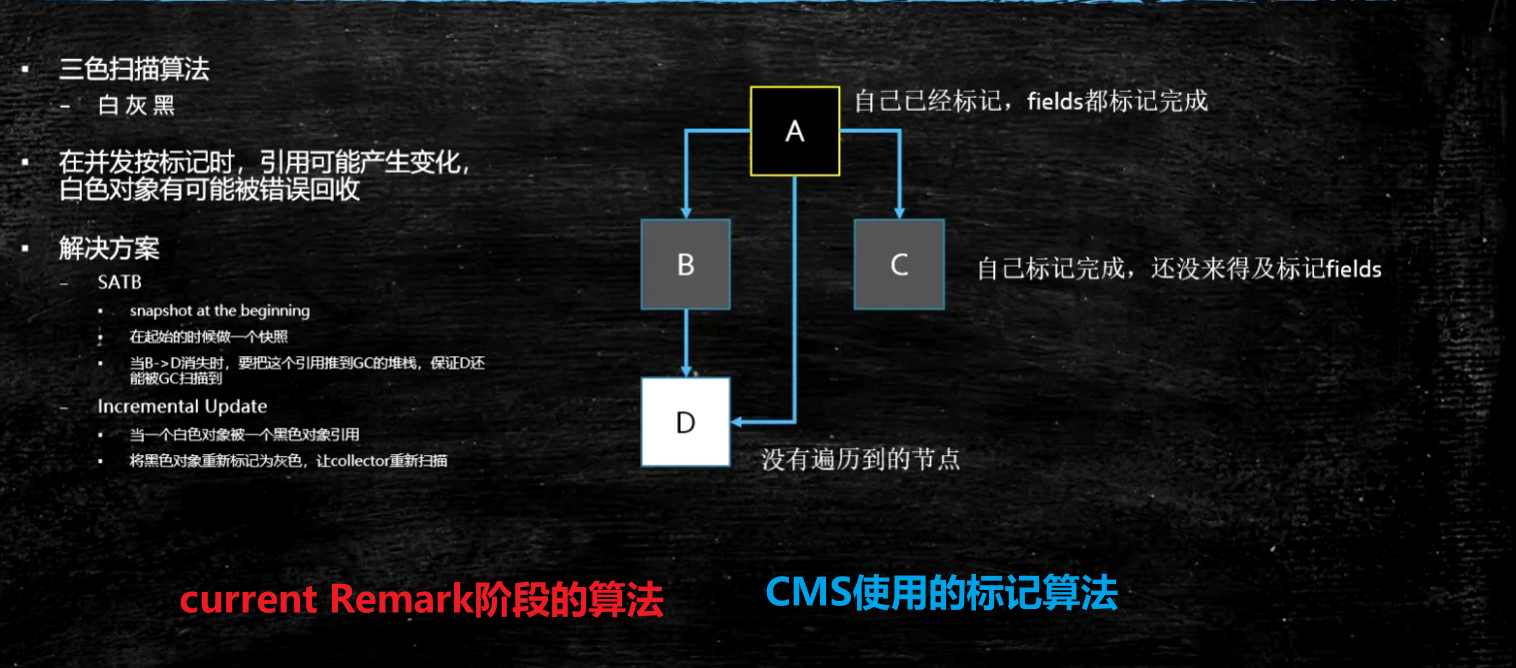 三色扫描算法
白 灰 黑
在并发按标记时，引用可能产生变化，
白色对象有可能被错误回收
解决方案
SATB
snapshot at the beginning
在起始的时候做一个快照
当B->D消失时，要把这个引用推到GC的堆栈，保证D还
能被GC扫描到
Incremental Update
当一个白色对象被一个黑色对象引用
将黑色对象重新标记为灰色，让collector重新扫描
A
自己已经标记，fields都标记完成
B
C
自己标记完成，还没来得及标记fields
D
没有遍历到的节点
current Remark阶段的算法
CMS使用的标记算法